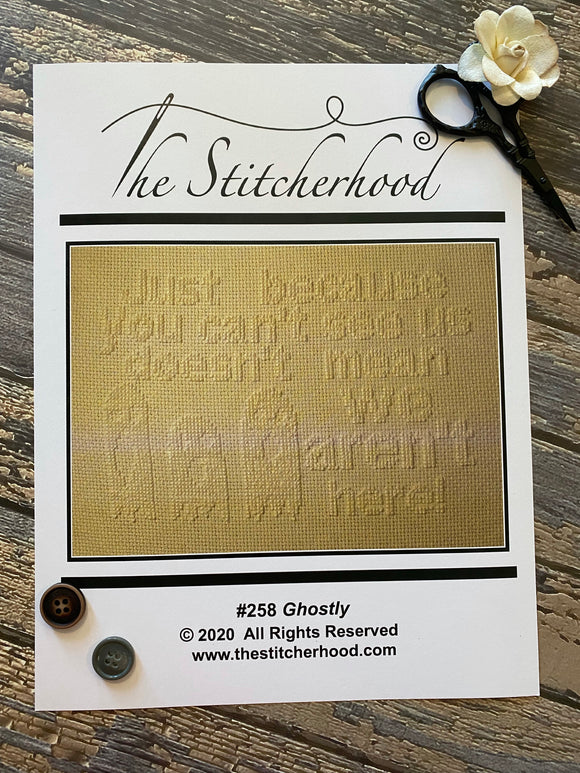 The Stitcherhood
Just because
you can't see us
doesn't mean
we
aren't
here!
#258 Ghostly
© 2020 All Rights Reserved
www.thestitcherhood.com